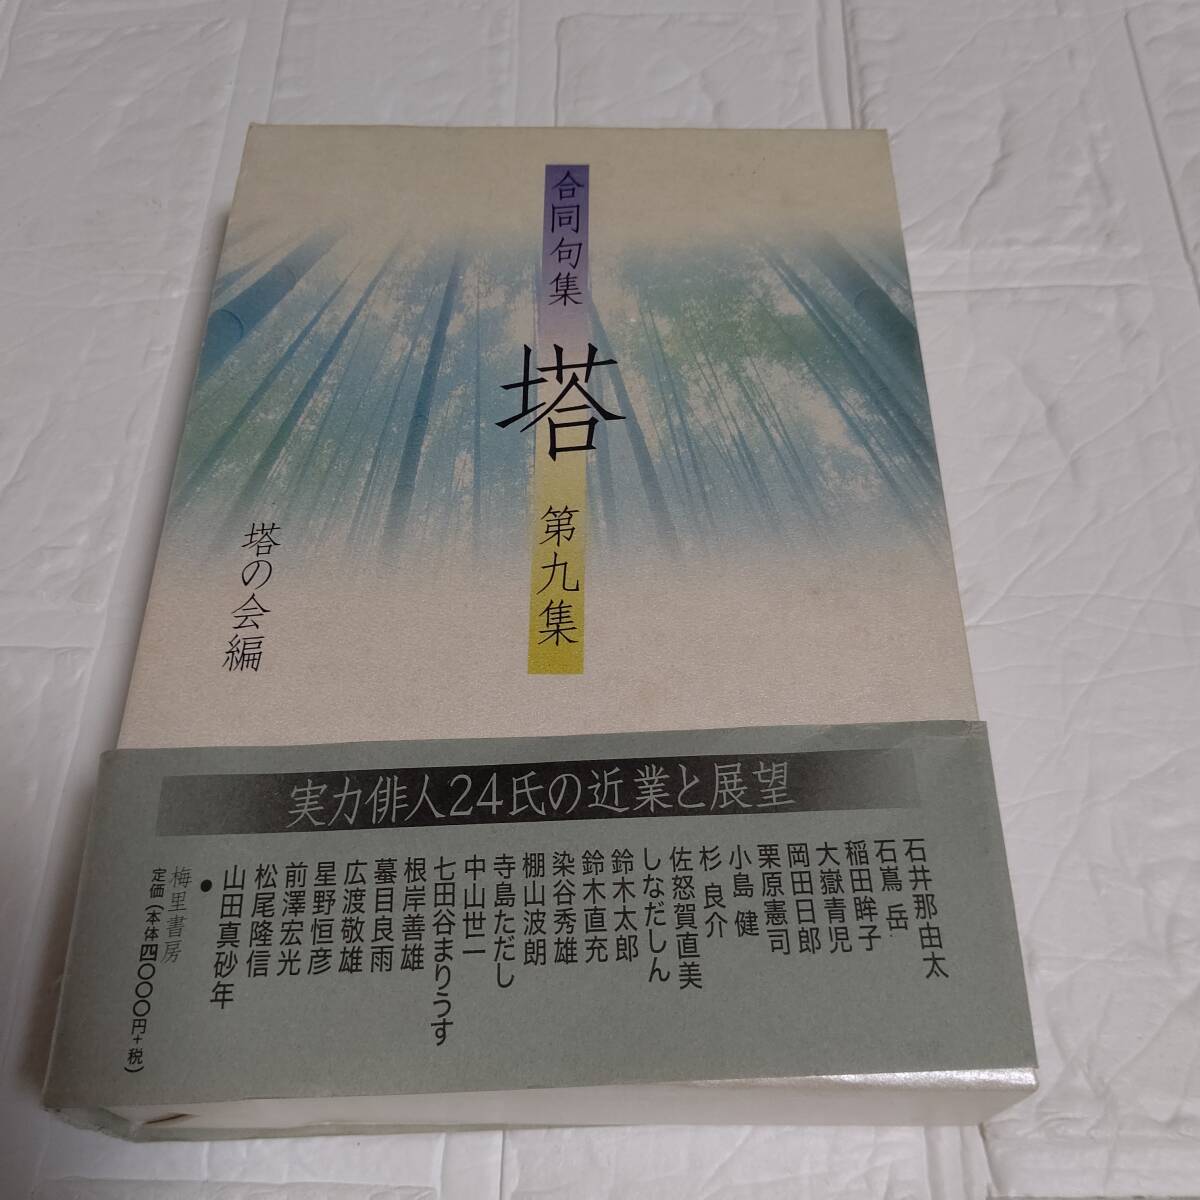 合同句集
塔
第九集
塔の会編
実力俳人24氏の近業と展望
石井那由太
石嶌 岳
稲田眸子
大嶽青児
岡田日郎
栗原憲司
小島 健
杉 良介
佐怒賀直美
しなだしん
鈴木太郎
鈴木直充
染谷秀雄
棚山波朗
寺島ただし
中山世一
七田谷まりうす
根岸善雄
蟇目良雨
広渡敬雄
星野恒彦
前澤宏光
松尾隆信
山田真砂年
●
梅里書房
定価(本体四〇〇〇円+税)